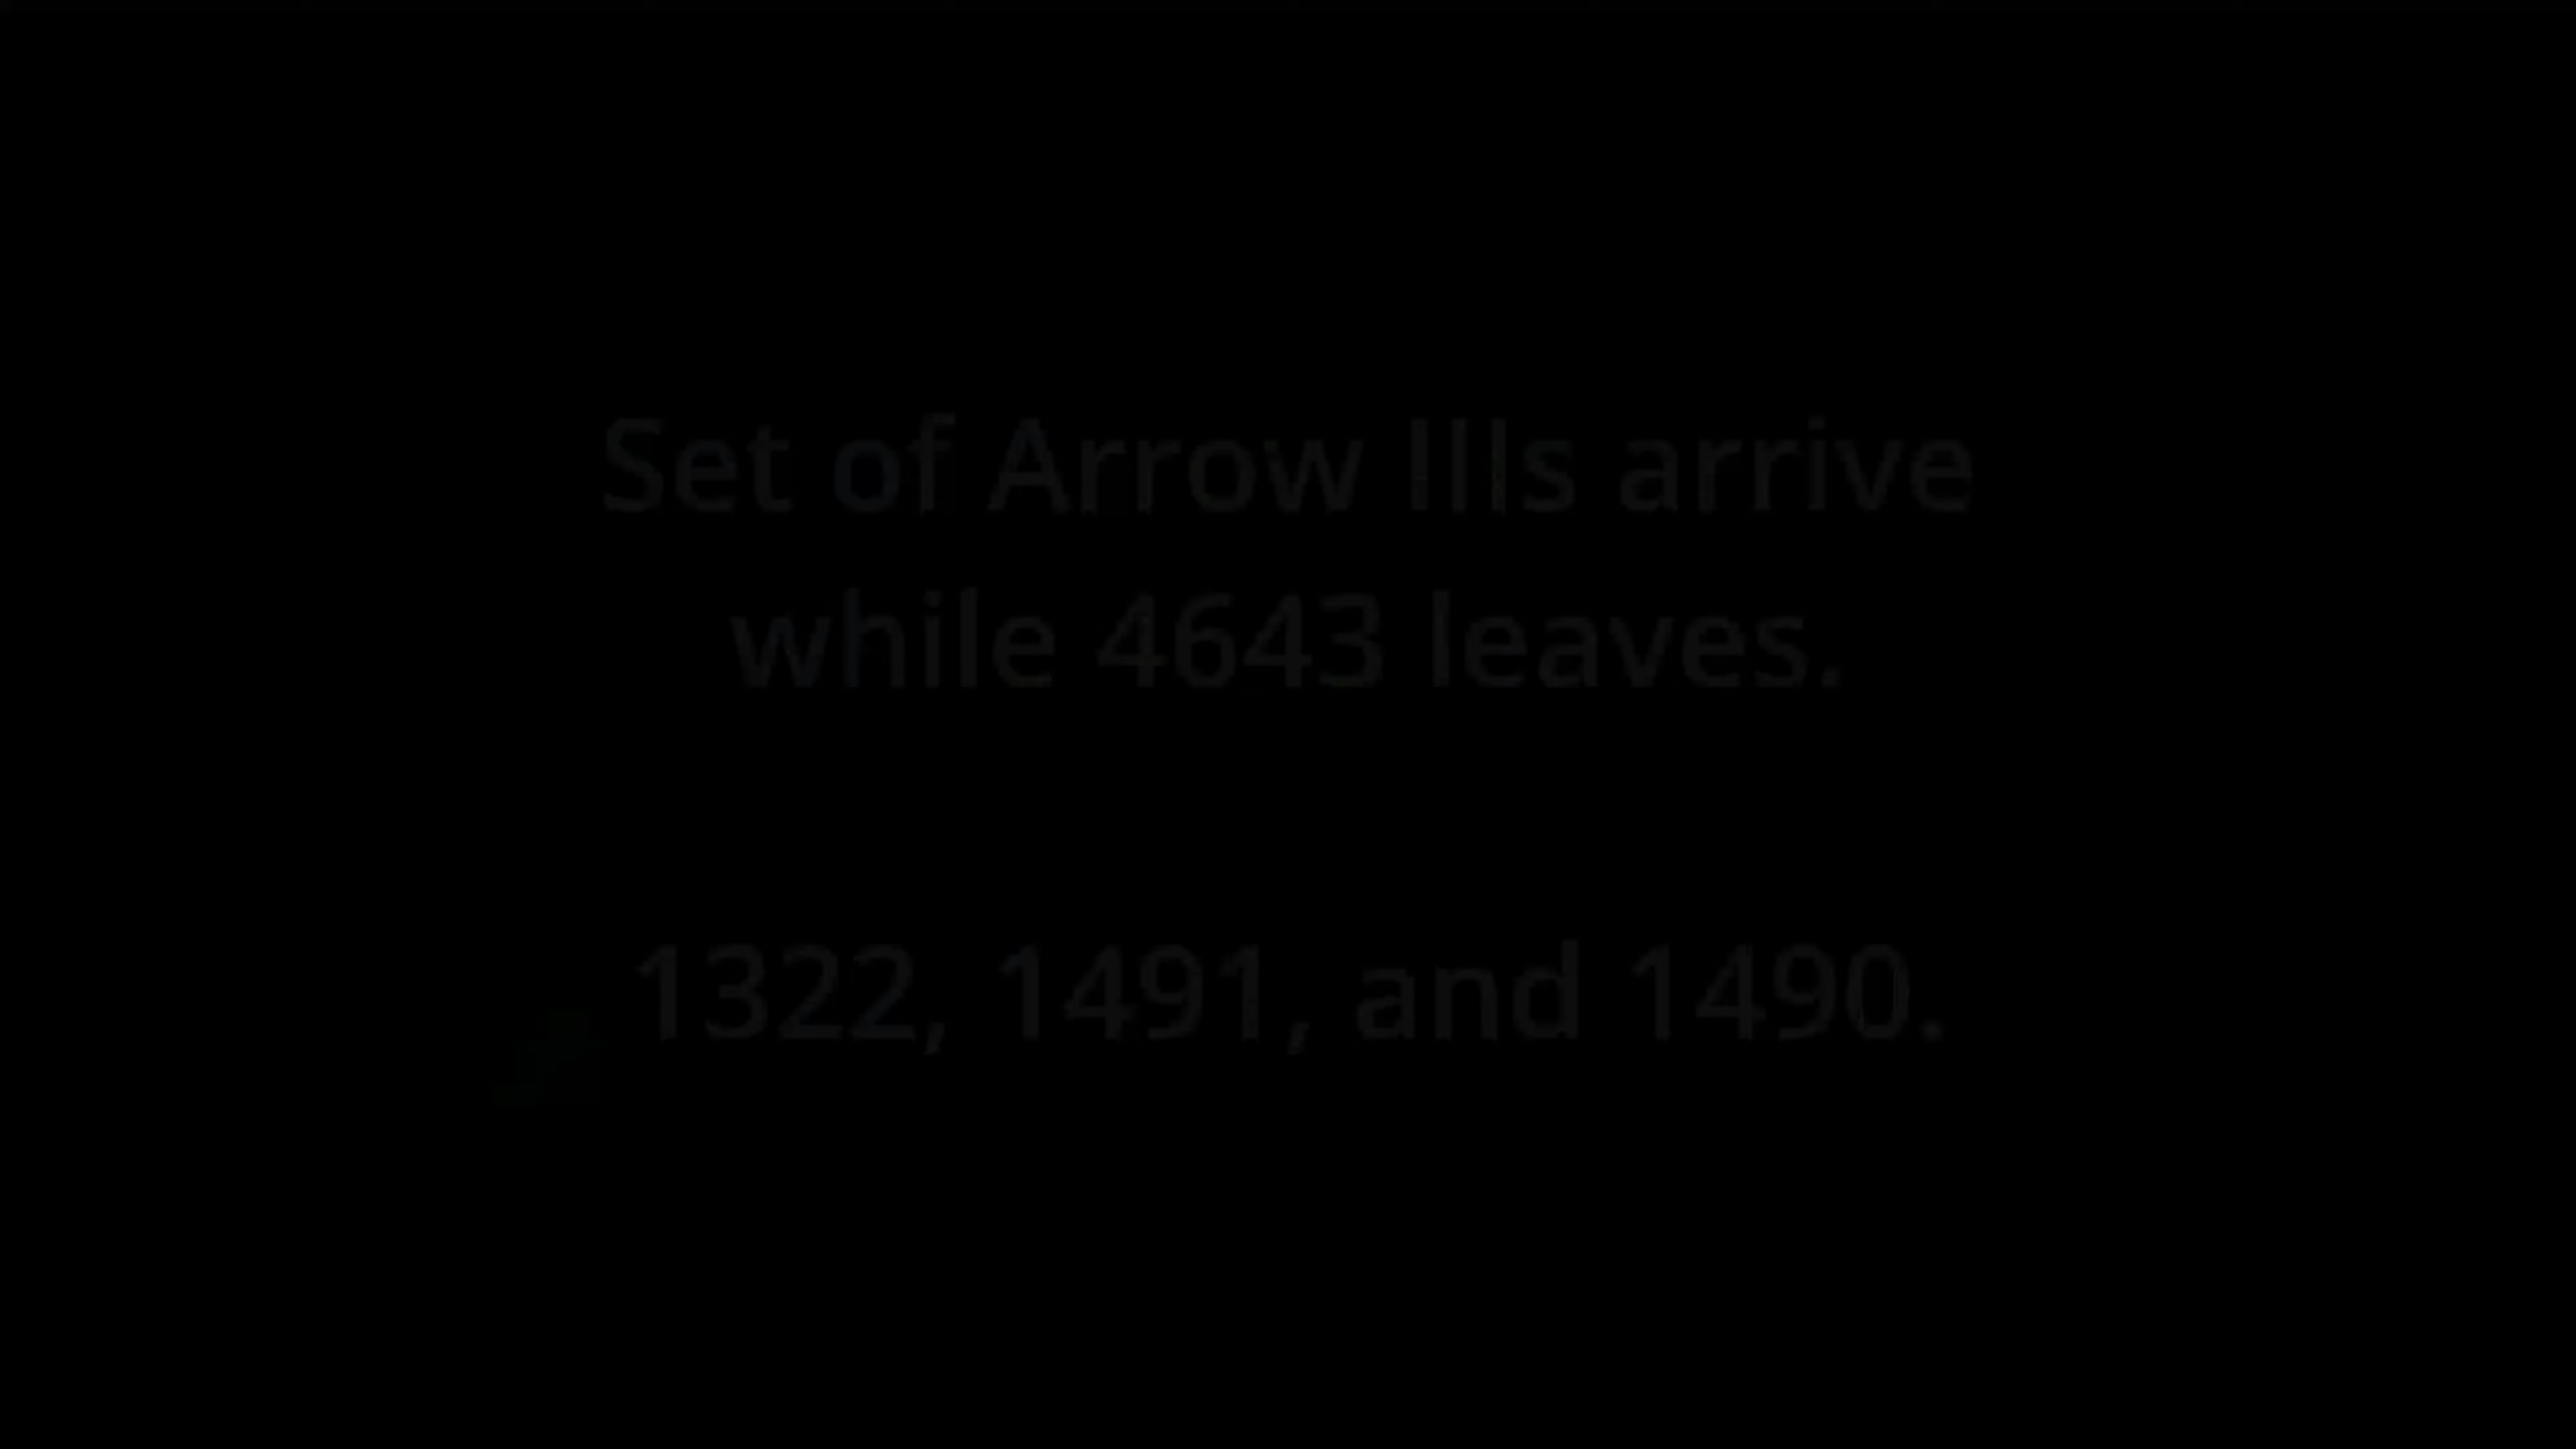 Set of Arrow IIIs arrive
while 4643 leaves.
1322, 1491, and 1490.